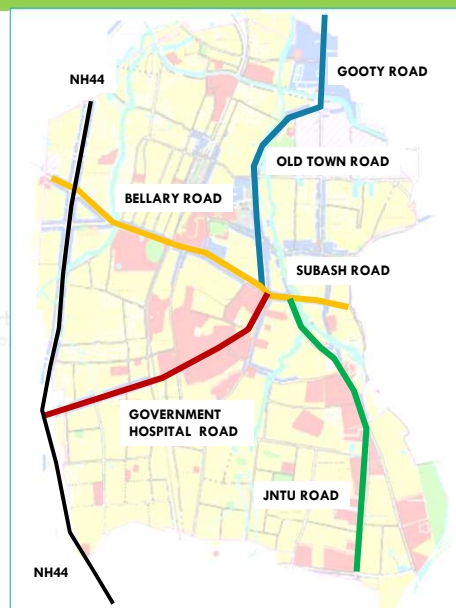 GOOTY ROAD
NH44
OLD TOWN ROAD
BELLARY ROAD
SUBASH ROAD
GOVERNMENT
HOSPITAL ROAD
JNTU ROAD
NH44